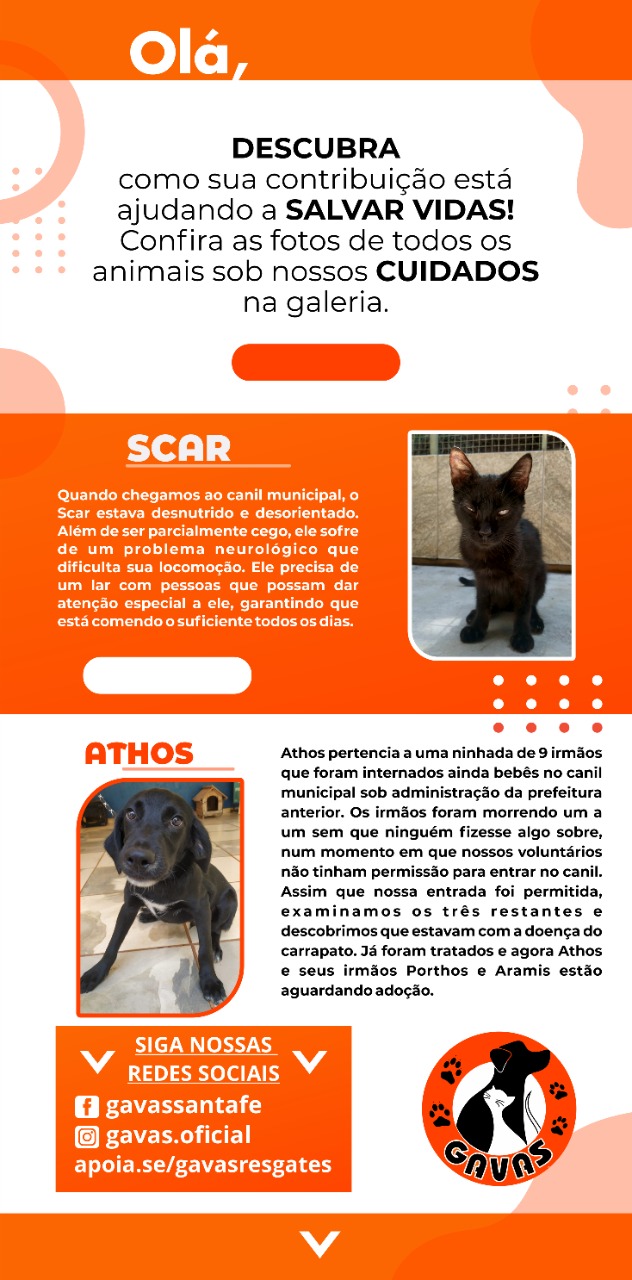 Olá,
DESCUBRA
como sua contribuição está
ajudando a SALVAR VIDAS!
Confira as fotos de todos os
animais sob nossos CUIDADOS
na galeria.
SCAR
Quando chegamos ao canil municipal, o
Scar estava desnutrido e desorientado.
Além de ser parcialmente cego, ele sofre
de um problema neurológico que
dificulta sua locomoção. Ele precisa de
um lar com pessoas que possam dar
atenção especial a ele, garantindo que
está comendo o suficiente todos os dias.
ATHOS
Athos pertencia a uma ninhada de 9 irmãos
que foram internados ainda bebês no canil
municipal sob administração da prefeitura
anterior. Os irmãos foram morrendo um a
um sem que ninguém fizesse algo sobre,
num momento em que nossos voluntários
não tinham permissão para entrar no canil.
Assim que nossa entrada foi permitida,
examinamos os três restantes e
descobrimos que estavam com a doença do
carrapato. Já foram tratados e agora Athos
e seus irmãos Porthos e Aramis estão
aguardando adoção.
SIGA NOSSAS
REDES SOCIAIS
gavassantafe
gavas.oficial
apoia.se/gavasresgates
GAVAS